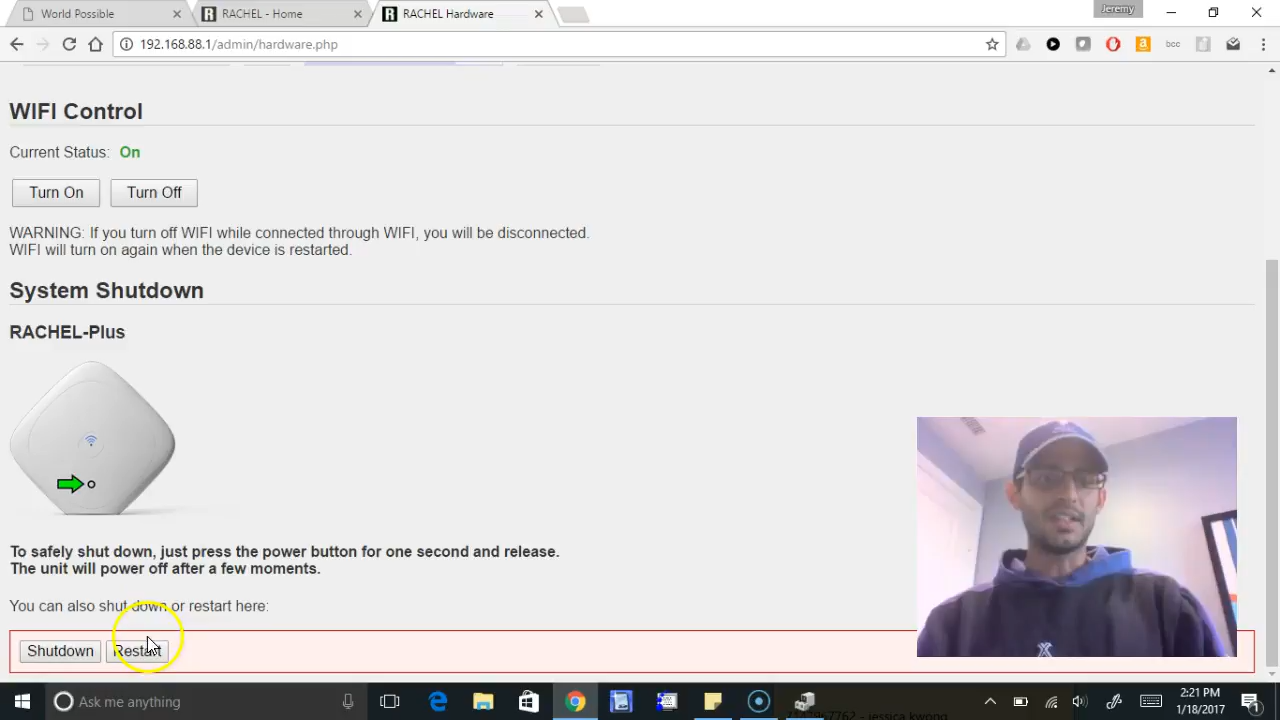 World Possible
RACHEL - Home
RACHEL Hardware
Jeremy
192.168.88.1/admin/hardware.php
bcc
WIFI Control
Current Status: On
Turn On
Turn Off
WARNING: If you turn off WIFI while connected through WIFI, you will be disconnected.
WIFI will turn on again when the device is restarted.
System Shutdown
RACHEL-Plus
To safely shut down, just press the power button for one second and release.
The unit will power off after a few moments.
You can also shut down or restart here:
Shutdown
Restart
Ask me anything
2:21 PM
1/18/2017
1